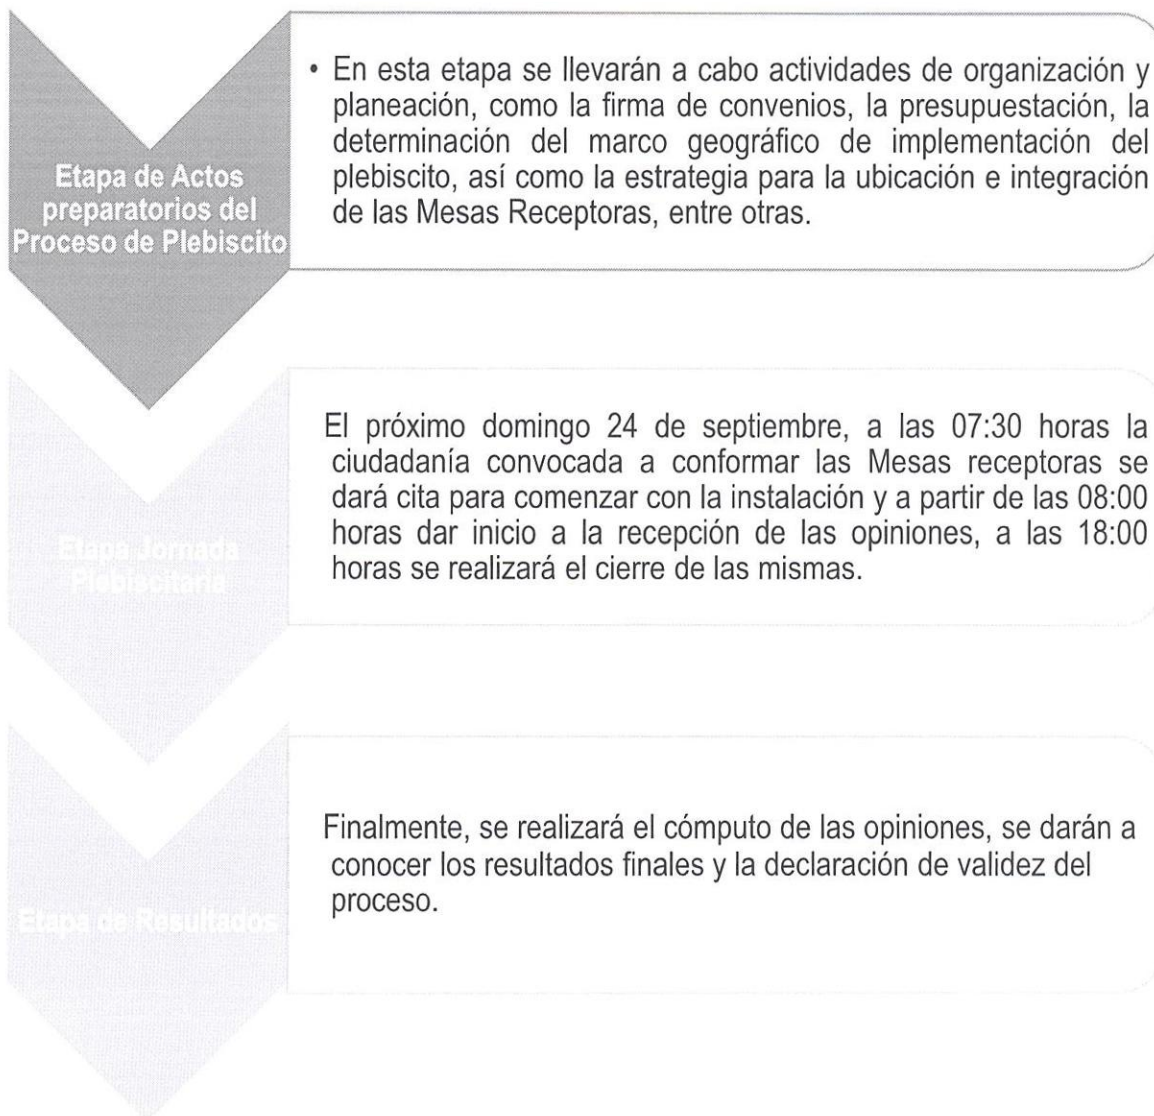 Etapa de Actos
preparatorios del
Proceso de Plebiscito
• En esta etapa se llevarán a cabo actividades de organización y
planeación, como la firma de convenios, la presupuestación, la
determinación del marco geográfico de implementación del
plebiscito, así como la estrategia para la ubicación e integración
de las Mesas Receptoras, entre otras.
Etapa Jornada
Plebiscitaria
El próximo domingo 24 de septiembre, a las 07:30 horas la
ciudadanía convocada a conformar las Mesas receptoras se
dará cita para comenzar con la instalación y a partir de las 08:00
horas dar inicio a la recepción de las opiniones, a las 18:00
horas se realizará el cierre de las mismas.
Etapa de Resultados
Finalmente, se realizará el cómputo de las opiniones, se darán a
conocer los resultados finales y la declaración de validez del
proceso.